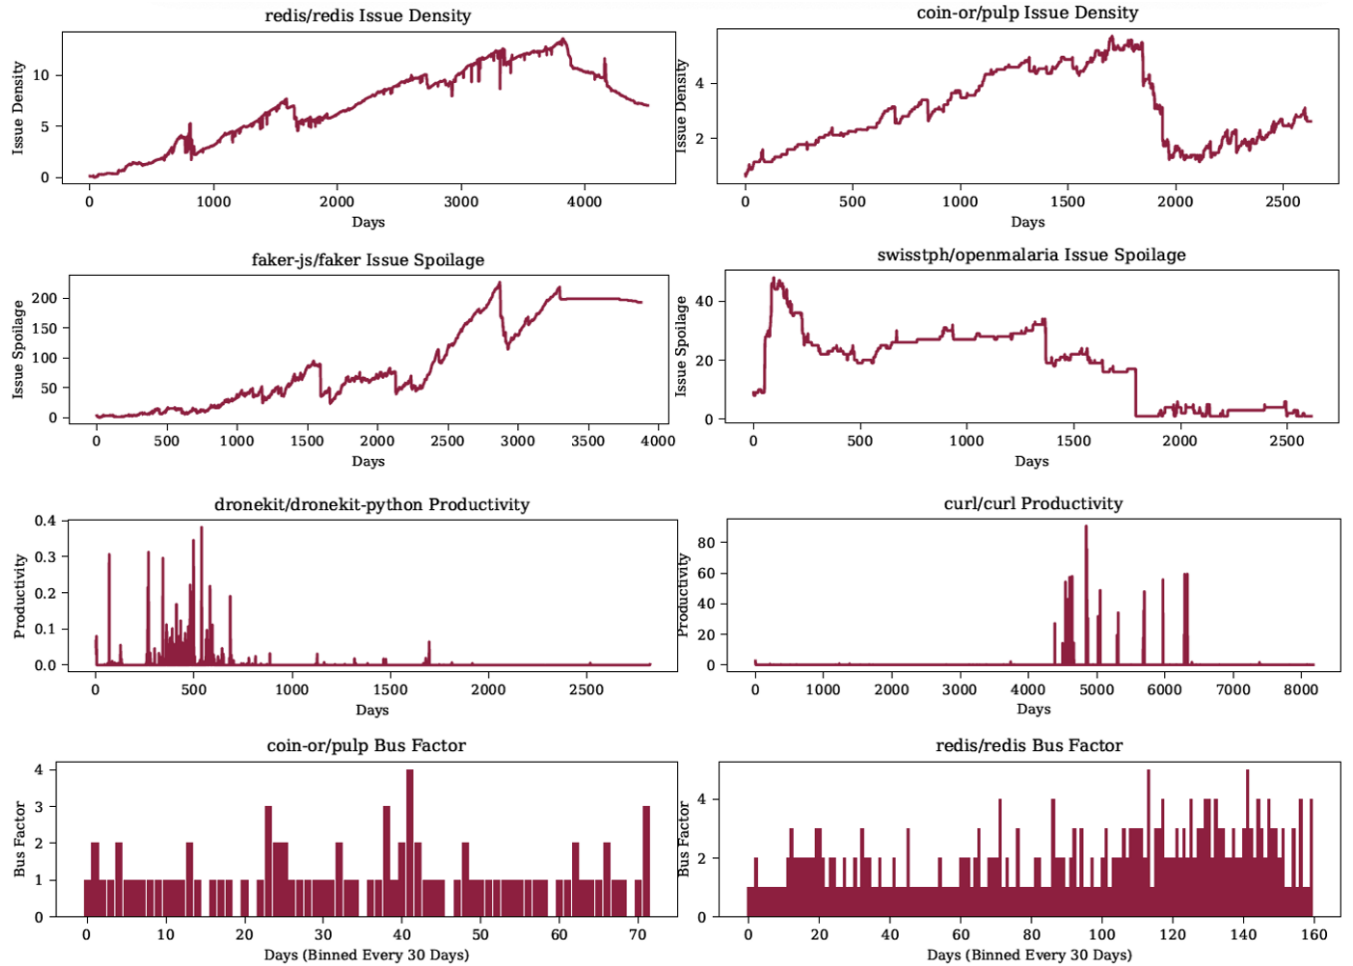 redis/redis Issue Density
Issue Density
10
5
0
0 1000 2000 3000 4000
Days
coin-or/pulp Issue Density
Issue Density
4
2
0 500 1000 1500 2000 2500
Days
faker-js/faker Issue Spoilage
Issue Spoilage
200
150
100
50
0
0 500 1000 1500 2000 2500 3000 3500 4000
Days
swisstph/openmalaria Issue Spoilage
Issue Spoilage
40
20
0
0 500 1000 1500 2000 2500
Days
dronekit/dronekit-python Productivity
Productivity
0.4
0.3
0.2
0.1
0.0
0 500 1000 1500 2000 2500
Days
curl/curl Productivity
Productivity
80
60
40
20
0
0 1000 2000 3000 4000 5000 6000 7000 8000
Days
coin-or/pulp Bus Factor
Bus Factor
4
3
2
1
0
0 10 20 30 40 50 60 70
Days (Binned Every 30 Days)
redis/redis Bus Factor
Bus Factor
4
2
0
0 20 40 60 80 100 120 140 160
Days (Binned Every 30 Days)